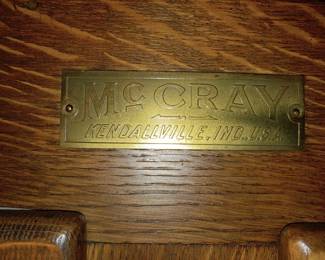 McCRAY
KENDALLVILLE, IND., U.S.A.